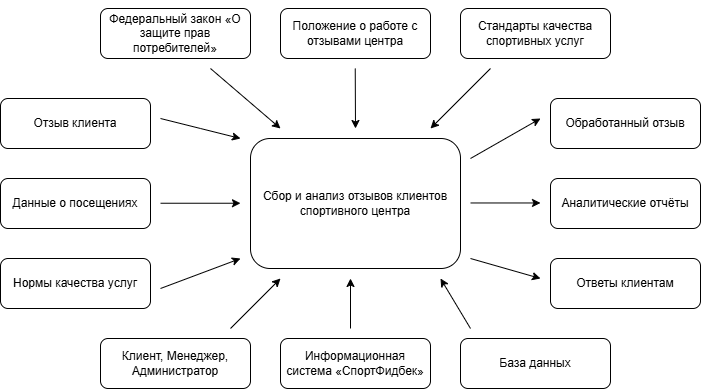 Федеральный закон «О
защите прав
потребителей»
Положение о работе с
отзывами центра
Стандарты качества
спортивных услуг
Отзыв клиента
Обработанный отзыв
Сбор и анализ отзывов клиентов
спортивного центра
Данные о посещениях
Аналитические отчёты
Нормы качества услуг
Ответы клиентам
Клиент, Менеджер,
Администратор
Информационная
система «СпортФидбек»
База данных